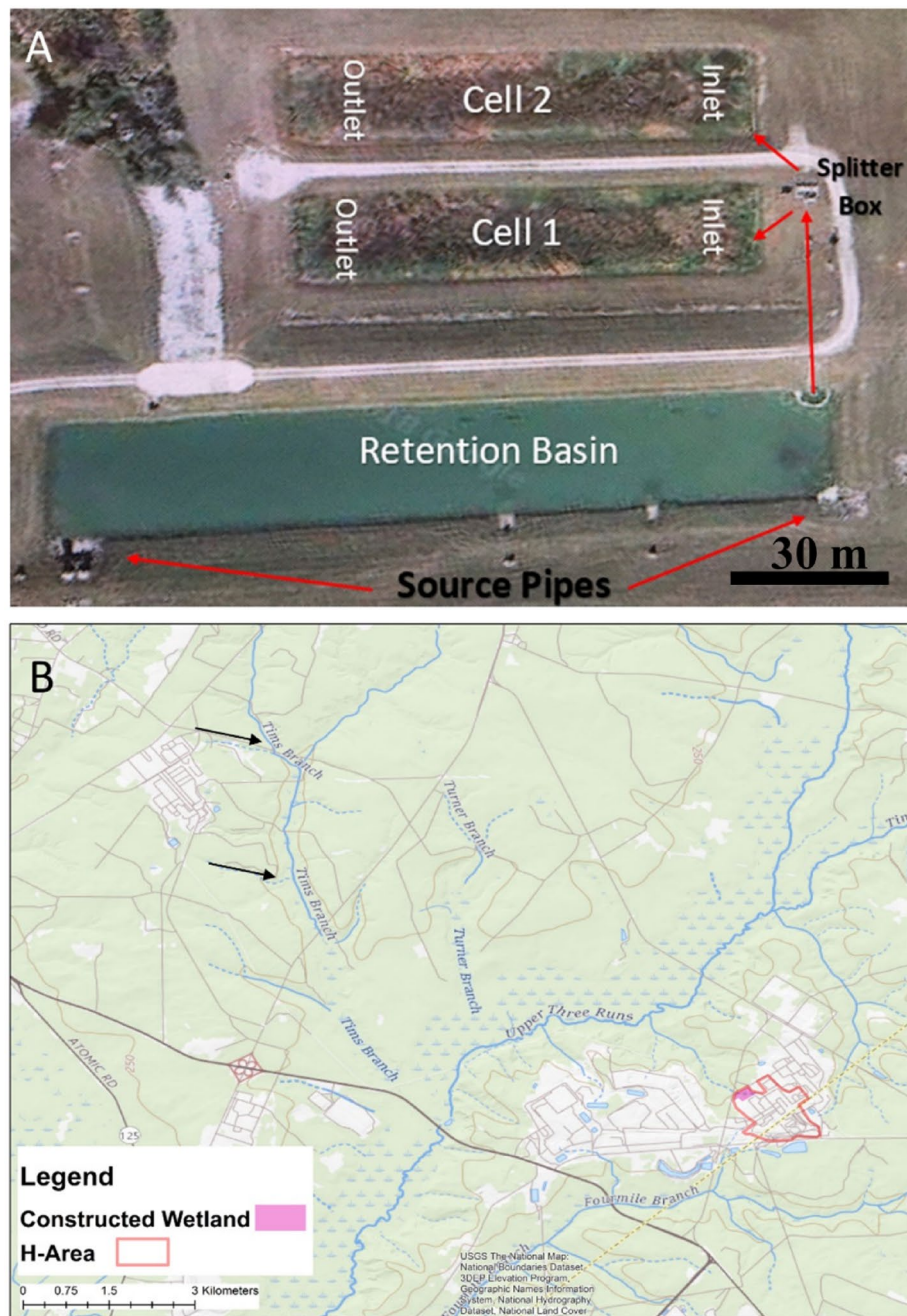 A
Outlet
Cell 2
Inlet
Splitter
Box
Outlet
Cell 1
Inlet
Retention Basin
30 m
Source Pipes
B
Tims Branch
Turner Branch
Tims Branch
Turner Branch
Tims Branch
Upper Three Runs
ATOMIC RD
250
250
125
Fourmile Branch
Legend
Constructed Wetland
H-Area
0 0.75 1.5 3 Kilometers
USGS The National Map:
National Boundaries Dataset,
3DEP Elevation Program,
Geographic Names Information
System, National Hydrography
Dataset, National Land Cover